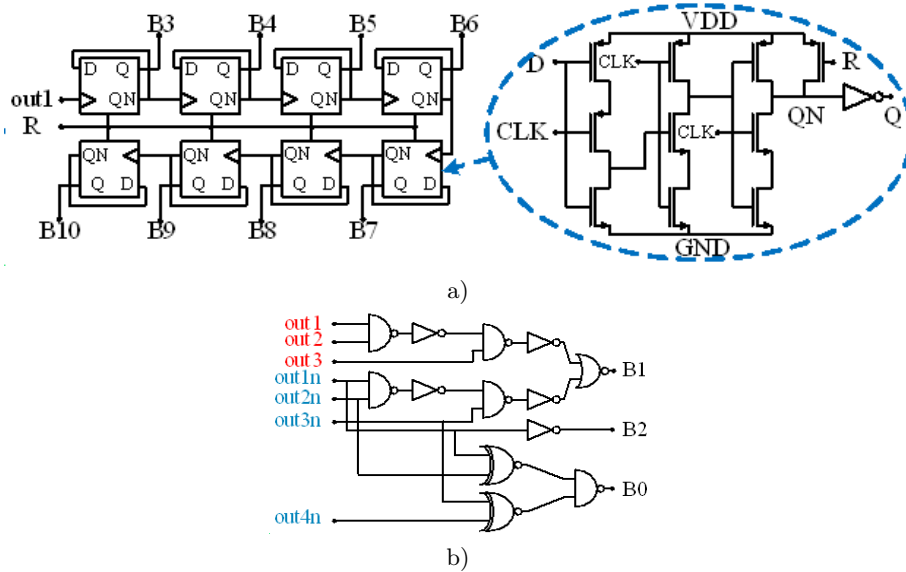 B3 B4 B5 B6
D Q D Q D Q D Q
out1 QN QN QN QN
R
QN QN QN QN
Q D Q D Q D Q D
B10 B9 B8 B7
VDD
D CLK R
CLK CLK QN Q
GND
a)
out1
out2
out3
out1n
out2n
out3n
out4n
B1
B2
B0
b)